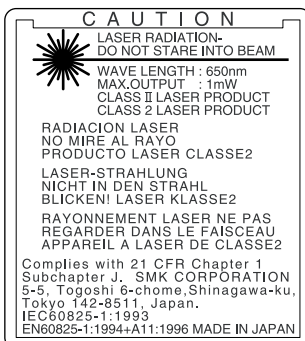 CAUTION
LASER RADIATION-
DO NOT STARE INTO BEAM
WAVE LENGTH : 650nm
MAX.OUTPUT : 1mW
CLASS II LASER PRODUCT
CLASS 2 LASER PRODUCT
RADIACION LASER
NO MIRE AL RAYO
PRODUCTO LASER CLASSE2
LASER-STRAHLUNG
NICHT IN DEN STRAHL
BLICKEN! LASER KLASSE2
RAYONNEMENT LASER NE PAS
REGARDER DANS LE FAISCEAU
APPAREIL A LASER DE CLASSE2
Complies with 21 CFR Chapter 1
Subchapter J. SMK CORPORATION
5-5, Togoshi 6-chome,Shinagawa-ku,
Tokyo 142-8511, Japan.
IEC60825-1:1993
EN60825-1:1994+A11:1996 MADE IN JAPAN